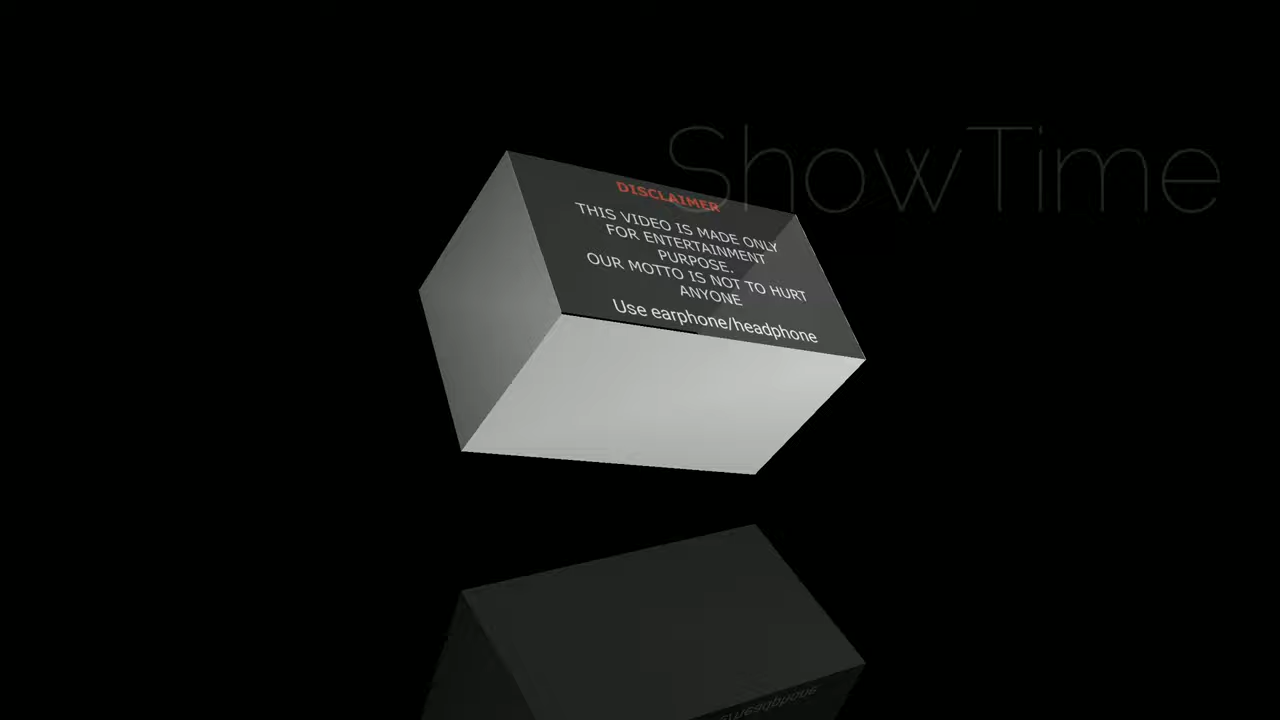 ShowTime
DISCLAIMER
THIS VIDEO IS MADE ONLY
FOR ENTERTAINMENT
PURPOSE.
OUR MOTTO IS NOT TO HURT
ANYONE
Use earphone/headphone